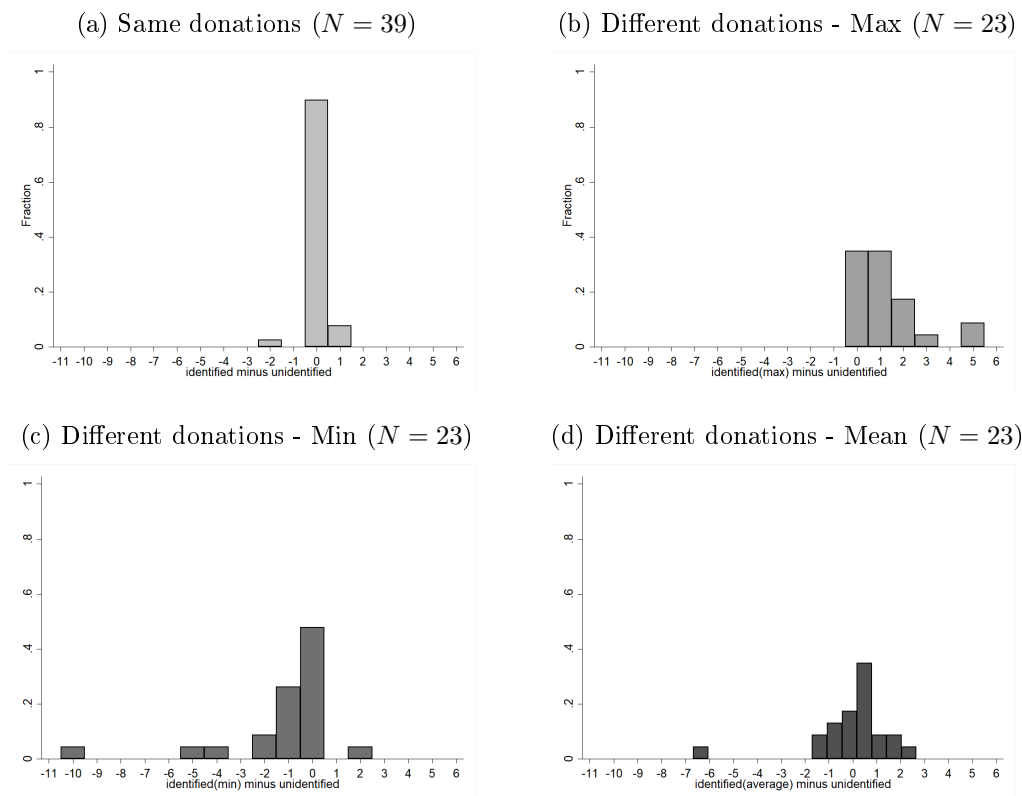 (a) Same donations (N = 39)
Fraction
0 .2 .4 .6 .8 1
-11 -10 -9 -8 -7 -6 -5 -4 -3 -2 -1 0 1 2 3 4 5 6
identified minus unidentified
(b) Different donations - Max (N = 23)
Fraction
0 .2 .4 .6 .8 1
-11 -10 -9 -8 -7 -6 -5 -4 -3 -2 -1 0 1 2 3 4 5 6
identified(max) minus unidentified
(c) Different donations - Min (N = 23)
0 .2 .4 .6 .8 1
-11 -10 -9 -8 -7 -6 -5 -4 -3 -2 -1 0 1 2 3 4 5 6
identified(min) minus unidentified
(d) Different donations - Mean (N = 23)
0 .2 .4 .6 .8 1
-11 -10 -9 -8 -7 -6 -5 -4 -3 -2 -1 0 1 2 3 4 5 6
identified(average) minus unidentified